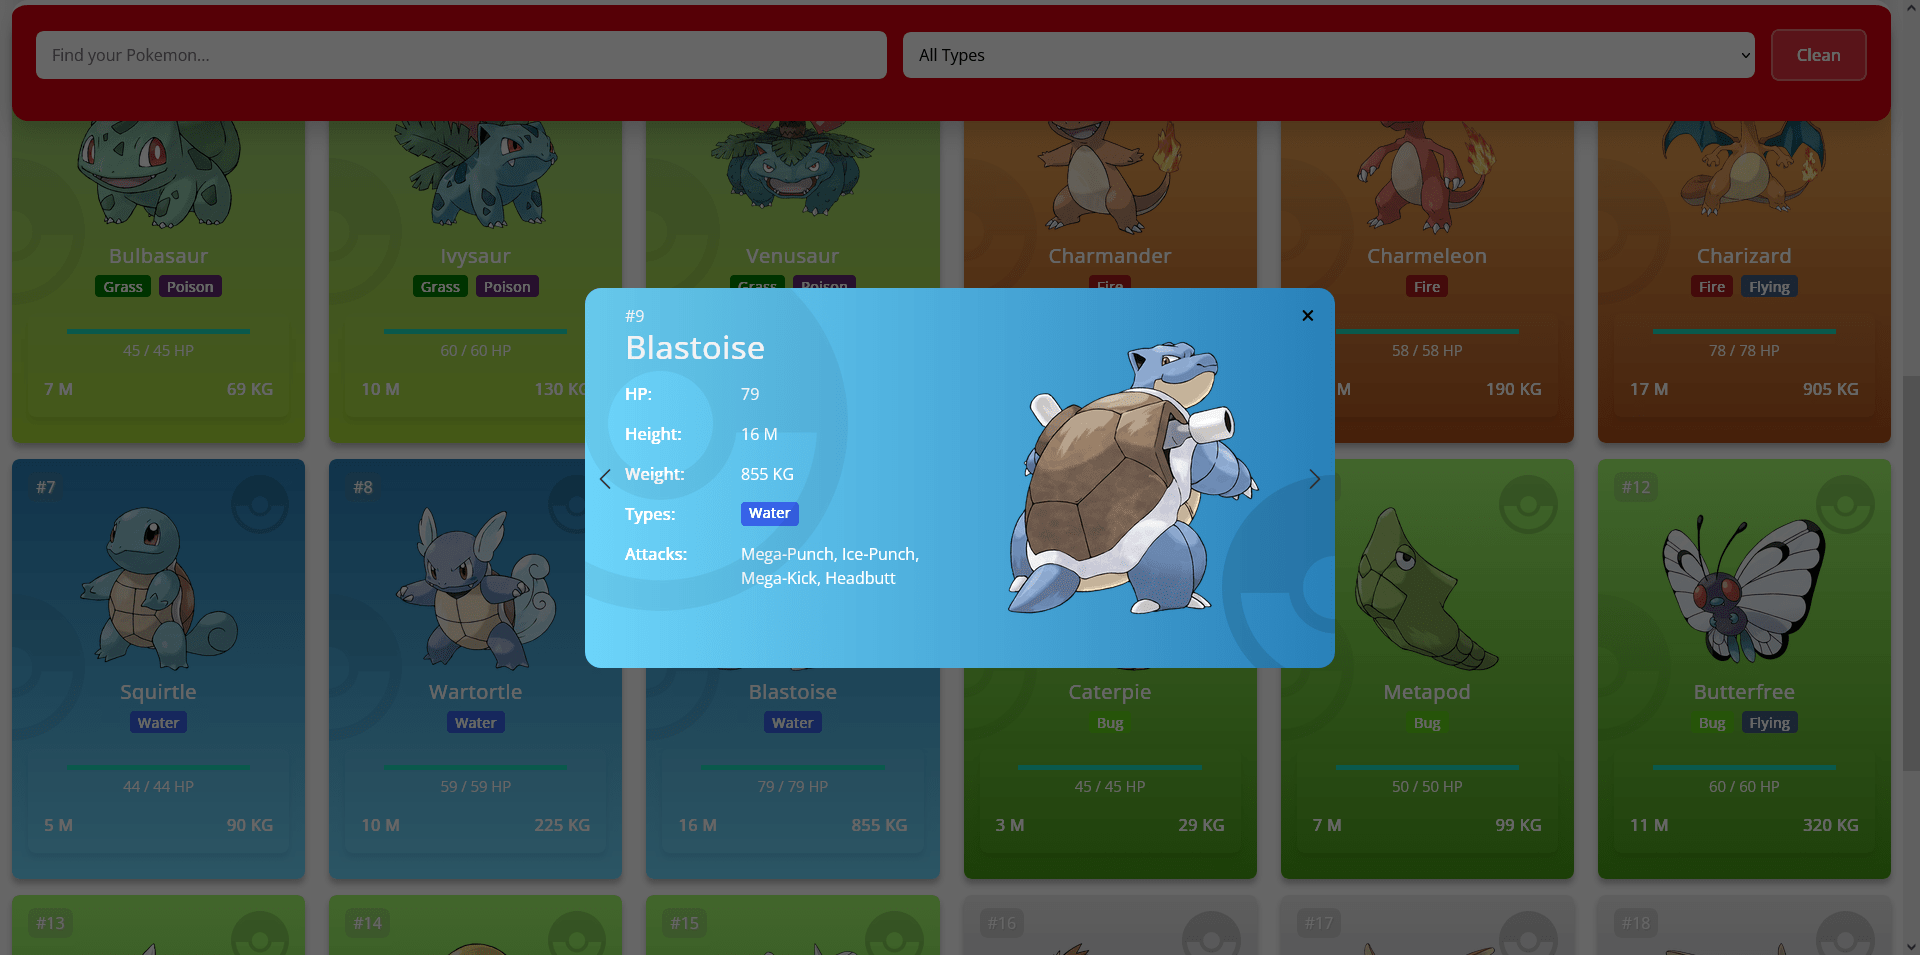 Find your Pokemon...
All Types
Clean
Bulbasaur
Grass Poison
45 / 45 HP
7 M 69 KG
Ivysaur
Grass Poison
60 / 60 HP
10 M 130 KG
Venusaur
Grass Poison
Charmander
Fire
Charmeleon
Fire
58 / 58 HP
M 190 KG
Charizard
Fire Flying
78 / 78 HP
17 M 905 KG
#9
Blastoise
HP: 79
Height: 16 M
Weight: 855 KG
Types: Water
Attacks: Mega-Punch, Ice-Punch,
Mega-Kick, Headbutt
#7
Squirtle
Water
44 / 44 HP
5 M 90 KG
#8
Wartortle
Water
59 / 59 HP
10 M 225 KG
Blastoise
Water
79 / 79 HP
16 M 855 KG
Caterpie
Bug
45 / 45 HP
3 M 29 KG
Metapod
Bug
50 / 50 HP
7 M 99 KG
#12
Butterfree
Bug Flying
60 / 60 HP
11 M 320 KG
#13
#14
#15
#16
#17
#18